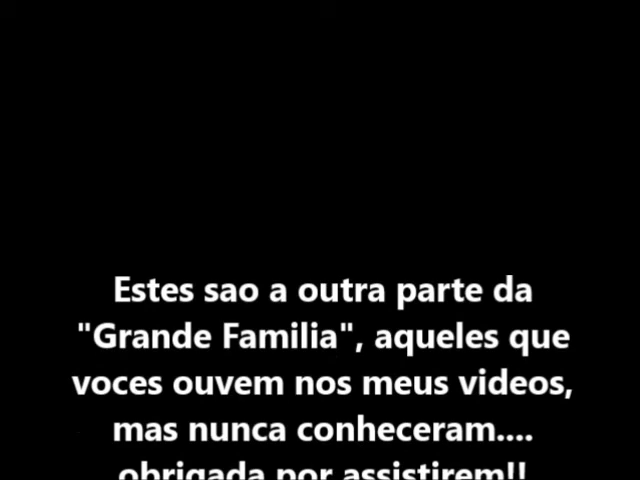 Estes sao a outra parte da
"Grande Familia", aqueles que
voces ouvem nos meus videos,
mas nunca conheceram....
obrigada por assistirem!!